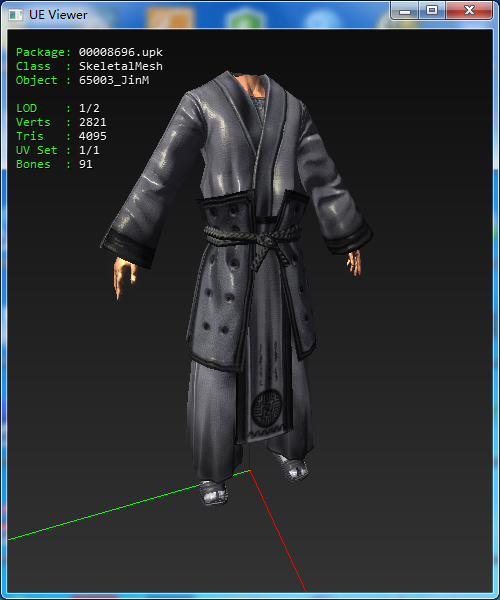 UE Viewer
Package: 00008696.upk
Class : SkeletalMesh
Object : 65003_JinM
LOD : 1/2
Verts : 2821
Tris : 4095
UV Set : 1/1
Bones : 91